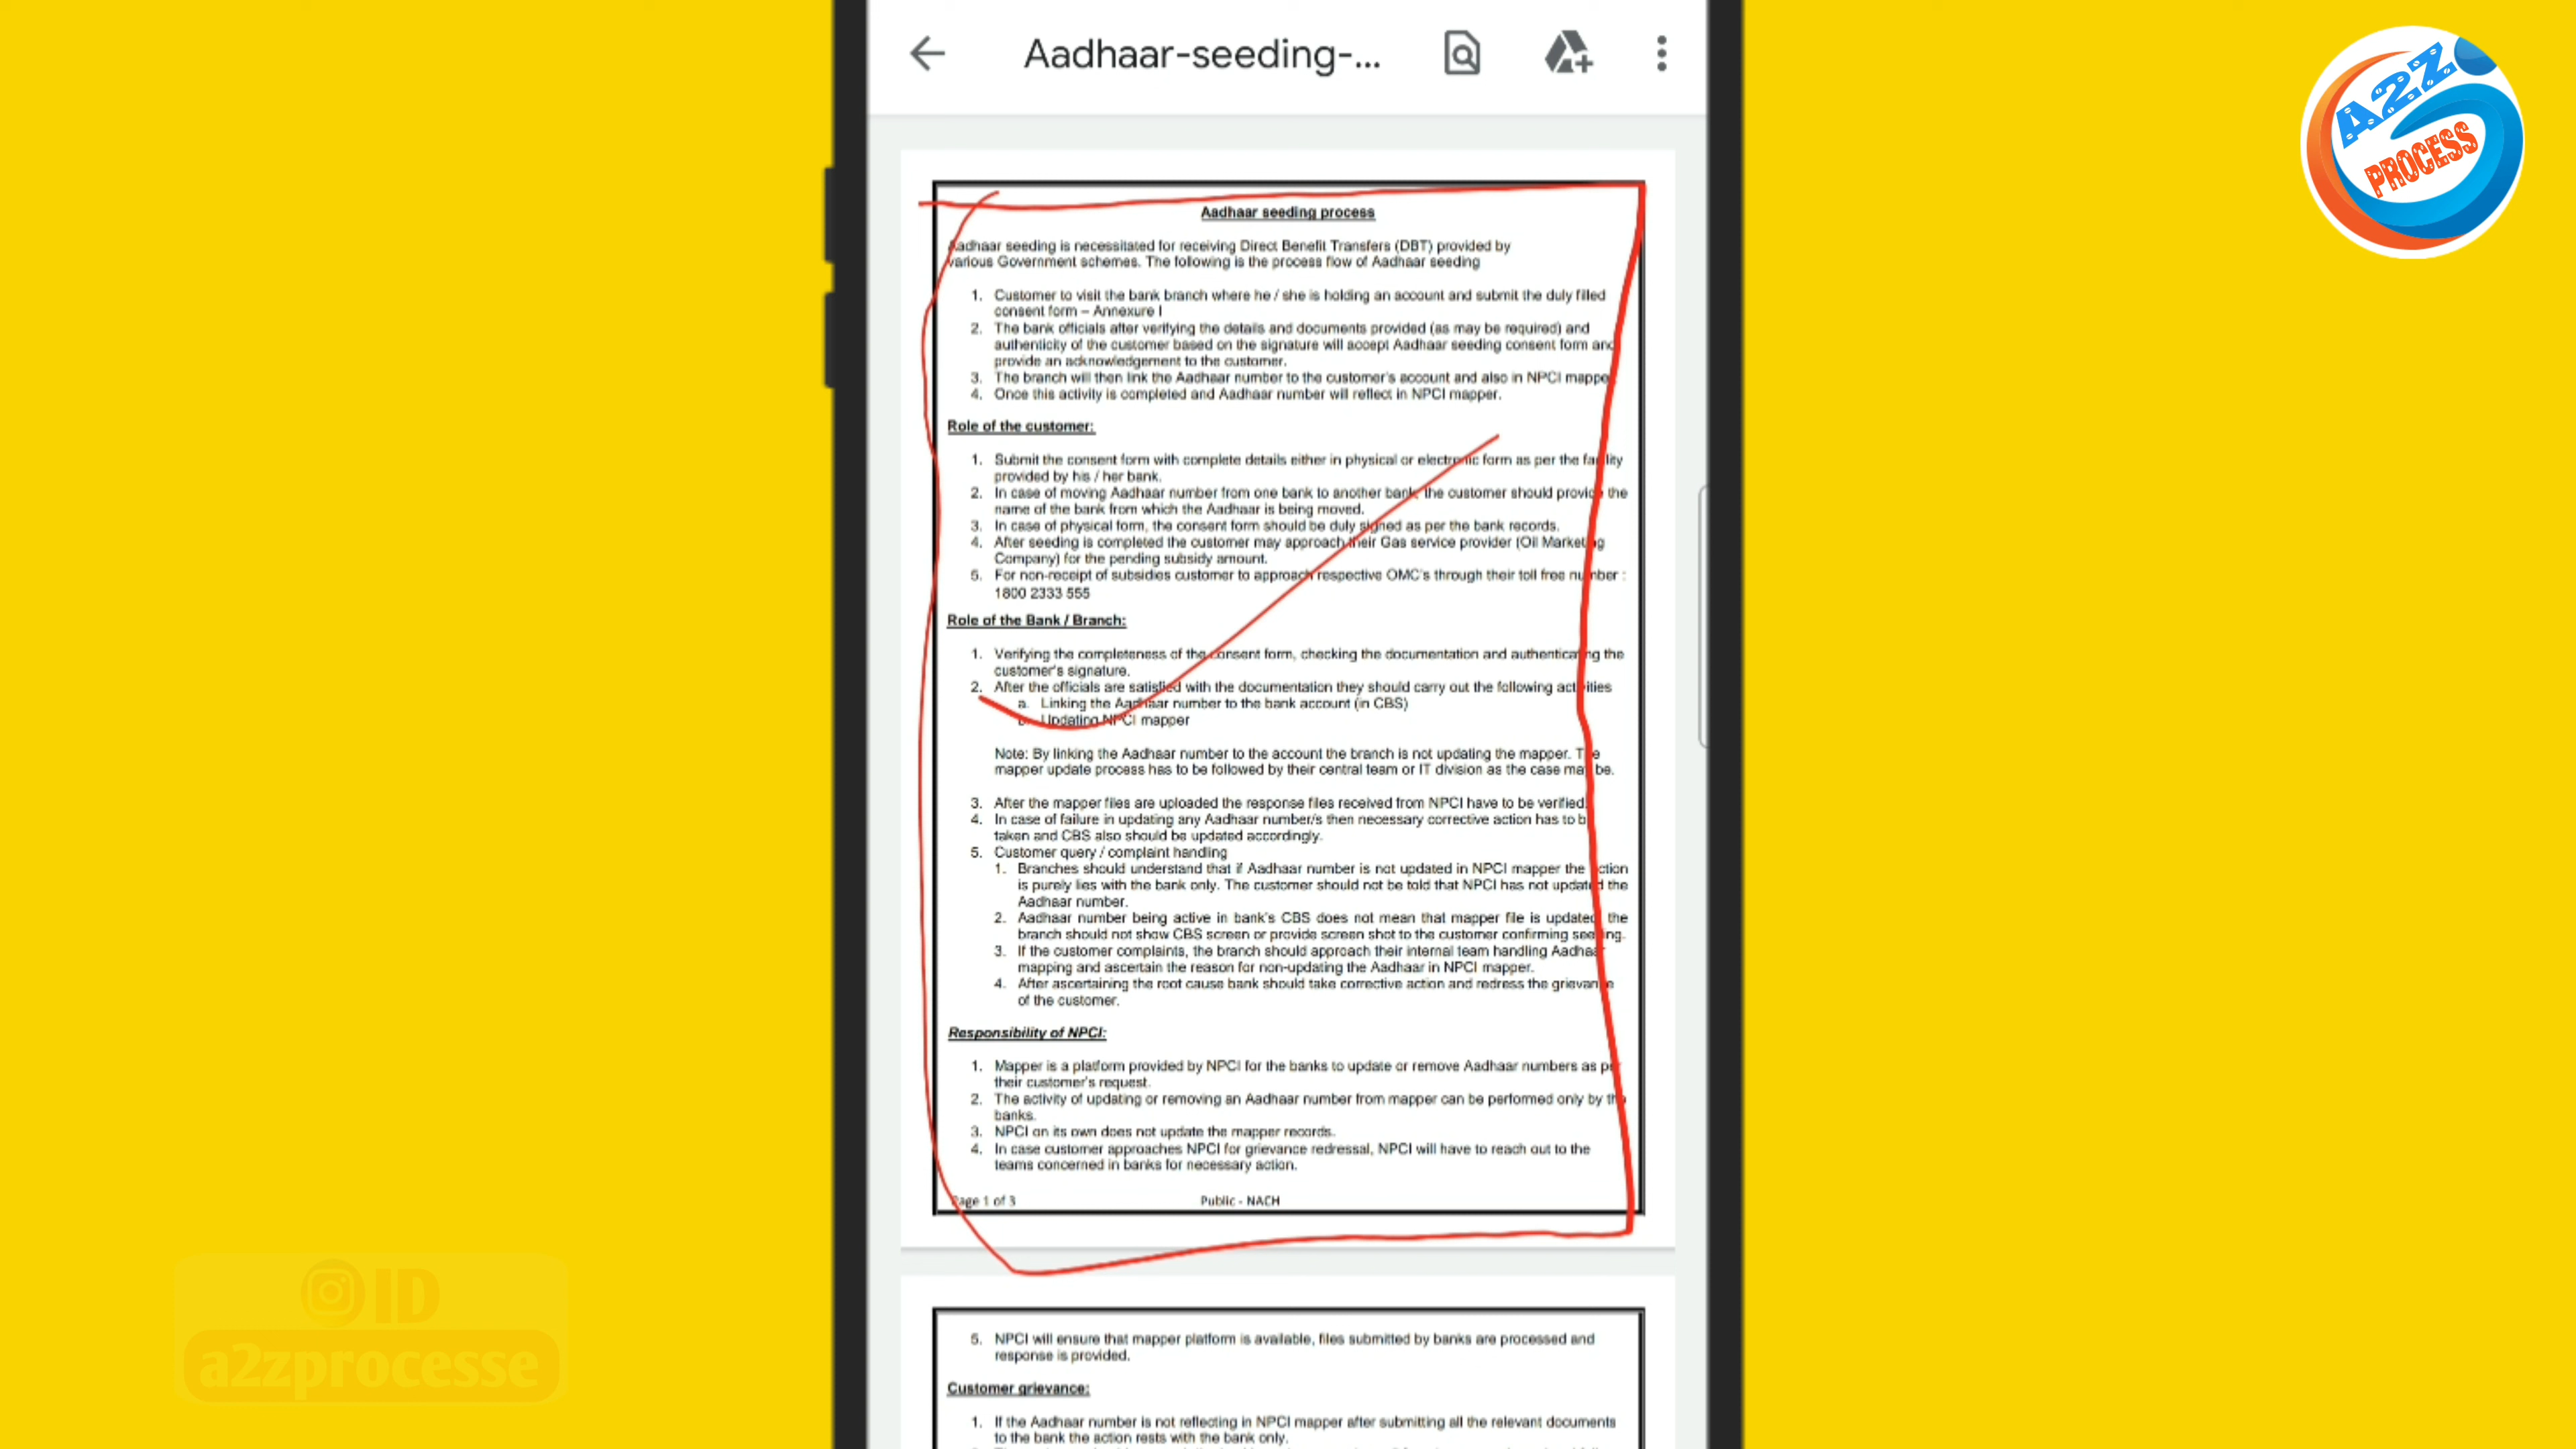 Aadhaar-seeding-...
A2Z
PROCESS
Aadhaar seeding process
Aadhaar seeding is necessitated for receiving Direct Benefit Transfers (DBT) provided by
various Government schemes. The following is the process flow of Aadhaar seeding
1. Customer to visit the bank branch where he / she is holding an account and submit the duly filled
consent form – Annexure I
2. The bank officials after verifying the details and documents provided (as may be required) and
authenticity of the customer based on the signature will accept Aadhaar seeding consent form and
provide an acknowledgement to the customer.
3. The branch will then link the Aadhaar number to the customer's account and also in NPCI mapper
4. Once this activity is completed and Aadhaar number will reflect in NPCI mapper.
Role of the customer:
1. Submit the consent form with complete details either in physical or electronic form as per the facility
provided by his / her bank.
2. In case of moving Aadhaar number from one bank to another bank, the customer should provide the
name of the bank from which the Aadhaar is being moved.
3. In case of physical form, the consent form should be duly signed as per the bank records.
4. After seeding is completed the customer may approach their Gas service provider (Oil Marketing
Company) for the pending subsidy amount.
5. For non-receipt of subsidies customer to approach respective OMC's through their toll free number :
1800 2333 555
Role of the Bank / Branch:
1. Verifying the completeness of the consent form, checking the documentation and authenticating the
customer's signature.
2. After the officials are satisfied with the documentation they should carry out the following activities
a. Linking the Aadhaar number to the bank account (in CBS)
b. Updating NPCI mapper
Note: By linking the Aadhaar number to the account the branch is not updating the mapper. The
mapper update process has to be followed by their central team or IT division as the case may be.
3. After the mapper files are uploaded the response files received from NPCI have to be verified.
4. In case of failure in updating any Aadhaar number/s then necessary corrective action has to be
taken and CBS also should be updated accordingly.
5. Customer query / complaint handling
1. Branches should understand that if Aadhaar number is not updated in NPCI mapper the action
is purely lies with the bank only. The customer should not be told that NPCI has not updated the
Aadhaar number.
2. Aadhaar number being active in bank's CBS does not mean that mapper file is updated, the
branch should not show CBS screen or provide screen shot to the customer confirming seeding.
3. If the customer complaints, the branch should approach their internal team handling Aadhaar
mapping and ascertain the reason for non-updating the Aadhaar in NPCI mapper.
4. After ascertaining the root cause bank should take corrective action and redress the grievance
of the customer.
Responsibility of NPCI:
1. Mapper is a platform provided by NPCI for the banks to update or remove Aadhaar numbers as per
their customer's request.
2. The activity of updating or removing an Aadhaar number from mapper can be performed only by the
banks.
3. NPCI on its own does not update the mapper records.
4. In case customer approaches NPCI for grievance redressal, NPCI will have to reach out to the
teams concerned in banks for necessary action.
Page 1 of 3 Public - NACH
5. NPCI will ensure that mapper platform is available, files submitted by banks are processed and
response is provided.
Customer grievance:
1. If the Aadhaar number is not reflecting in NPCI mapper after submitting all the relevant documents
to the bank the action rests with the bank only.
ID
a2zprocesse